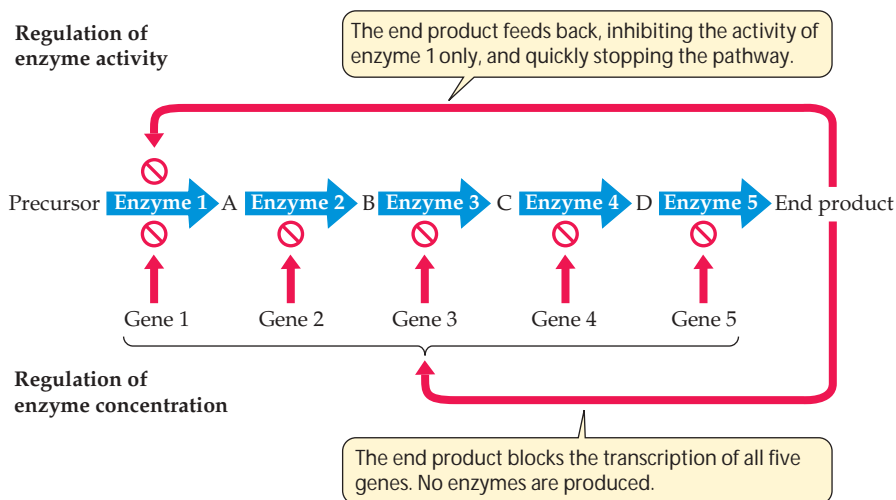 Regulation of
enzyme activity
The end product feeds back, inhibiting the activity of
enzyme 1 only, and quickly stopping the pathway.
Precursor Enzyme 1 A Enzyme 2 B Enzyme 3 C Enzyme 4 D Enzyme 5 End product
Gene 1 Gene 2 Gene 3 Gene 4 Gene 5
Regulation of
enzyme concentration
The end product blocks the transcription of all five
genes. No enzymes are produced.